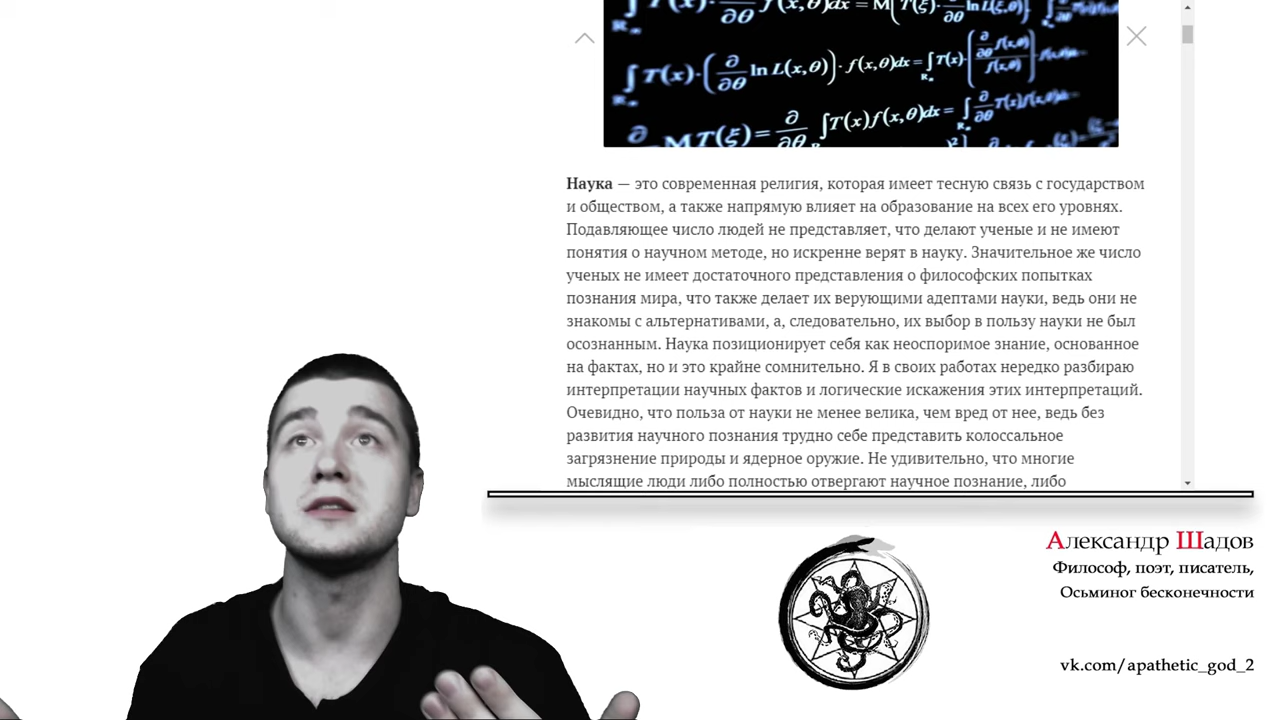 Наука — это современная религия, которая имеет тесную связь с государством
и обществом, а также напрямую влияет на образование на всех его уровнях.
Подавляющее число людей не представляет, что делают ученые и не имеют
понятия о научном методе, но искренне верят в науку. Значительное же число
ученых не имеет достаточного представления о философских попытках
познания мира, что также делает их верующими адептами науки, ведь они не
знакомы с альтернативами, а, следовательно, их выбор в пользу науки не был
осознанным. Наука позиционирует себя как неоспоримое знание, основанное
на фактах, но и это крайне сомнительно. Я в своих работах нередко разбираю
интерпретации научных фактов и логические искажения этих интерпретаций.
Очевидно, что польза от науки не менее велика, чем вред от нее, ведь без
развития научного познания трудно себе представить колоссальное
загрязнение природы и ядерное оружие. Не удивительно, что многие
мыслящие люди либо полностью отвергают научное познание, либо
Александр Шадов
Философ, поэт, писатель,
Осьминог бесконечности
vk.com/apathetic_god_2